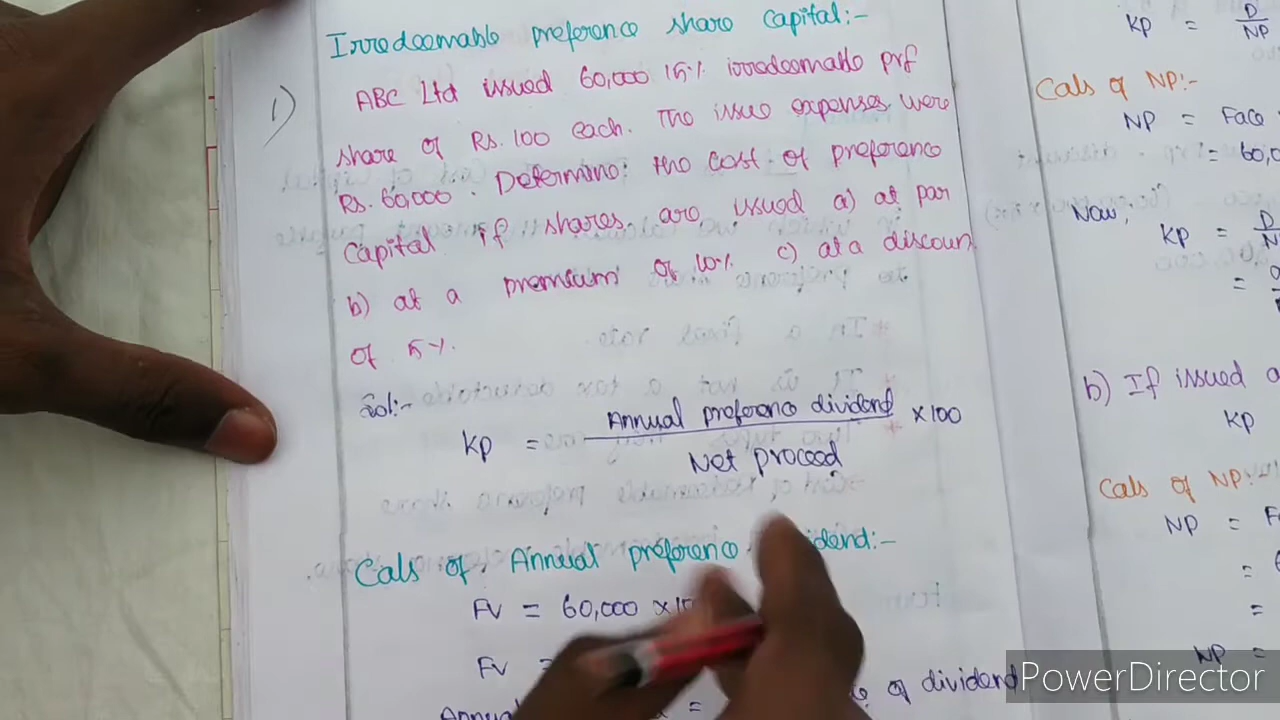 Irredeemable preference share capital:-
1) ABC Ltd issued 60,000 15% irredeemable prf
share of Rs. 100 each. The issue expenses were
Rs. 60,000. Determine the cost of preference
Capital if shares are issued a) at par
b) at a premium of 10% c) at a discount
of 5%.
Sol:-
KP = Annual preference dividend ×100
Net proceed
Cals of Annual preference dividend:-
FV = 60,000 ×10
FV =
of dividend
KP = D
NP
Cals of NP:-
NP = Face
= 60,0
Now,
KP = D
=
b) If issued a
KP
Cals of NP:-
NP = F
=
=
NP =
PowerDirector